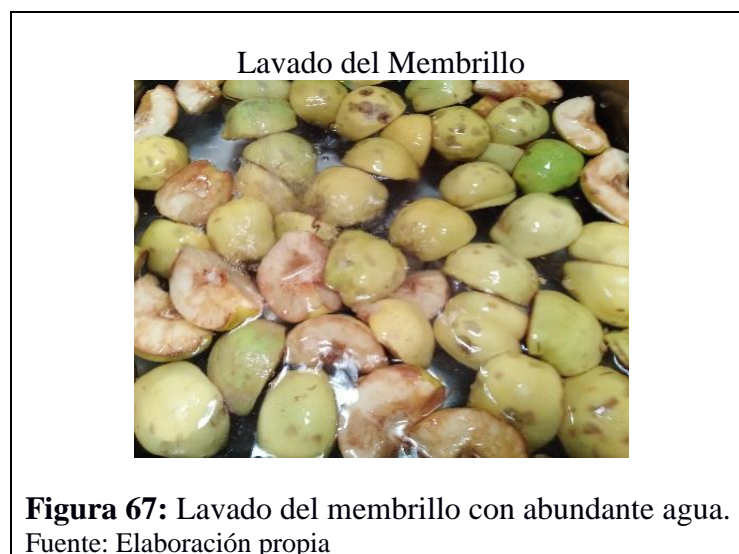 Lavado del Membrillo
Figura 67: Lavado del membrillo con abundante agua.
Fuente: Elaboración propia